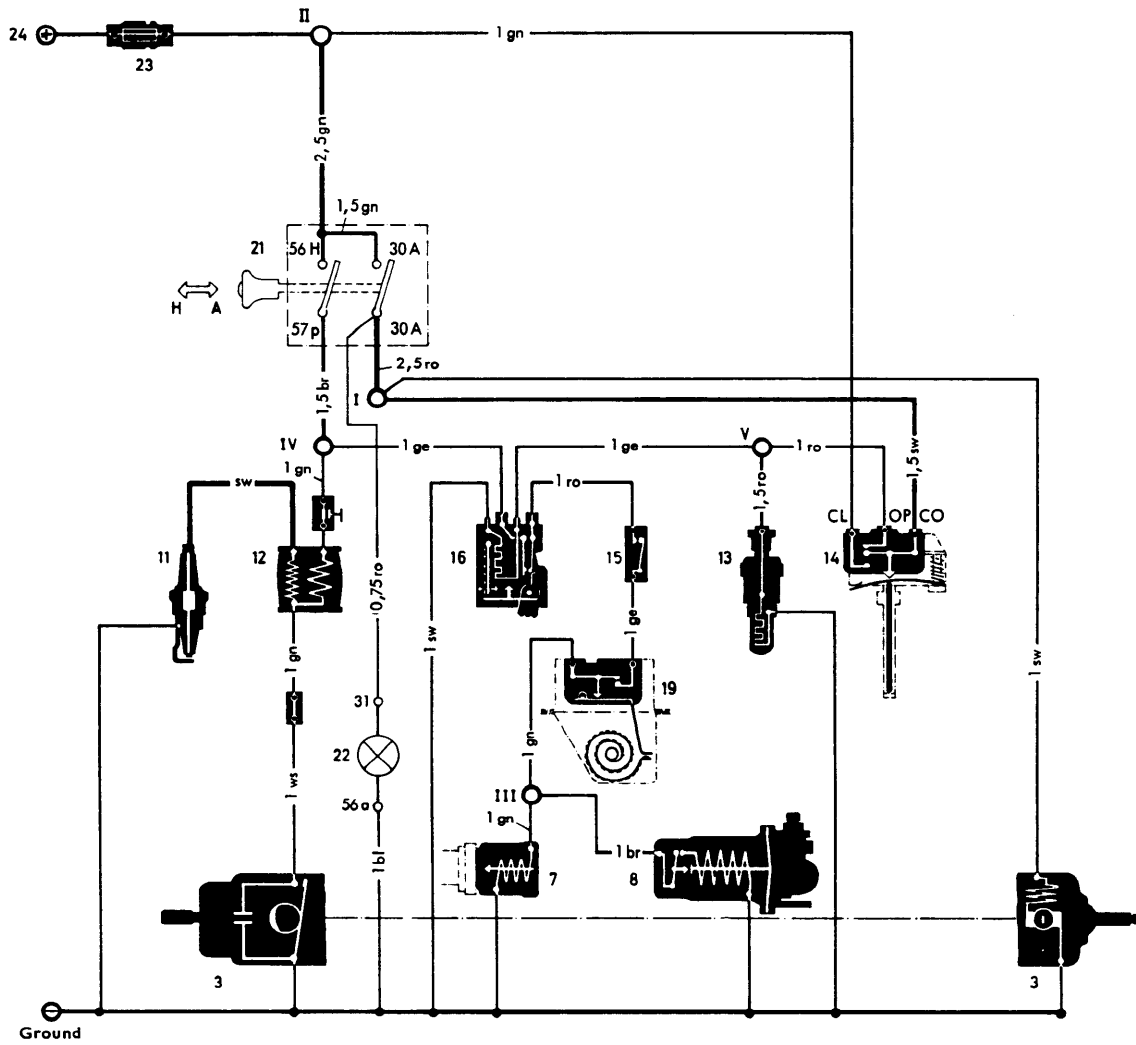 II
24
23
1 gn
2,5 gn
1,5 gn
21
56 H
30 A
H
A
57 p
30 A
2,5 ro
1,5 br
I
IV
1 ge
1 ge
V
1 ro
1,5 sw
1 gn
sw
1 ro
1,5 ro
CL
OP
CO
11
12
16
15
13
14
0,75 ro
1 sw
1 ge
1 gn
1 sw
31
19
22
1 gn
1 ws
III
56 a
1 gn
1 bl
1 br
7
8
3
3
Ground